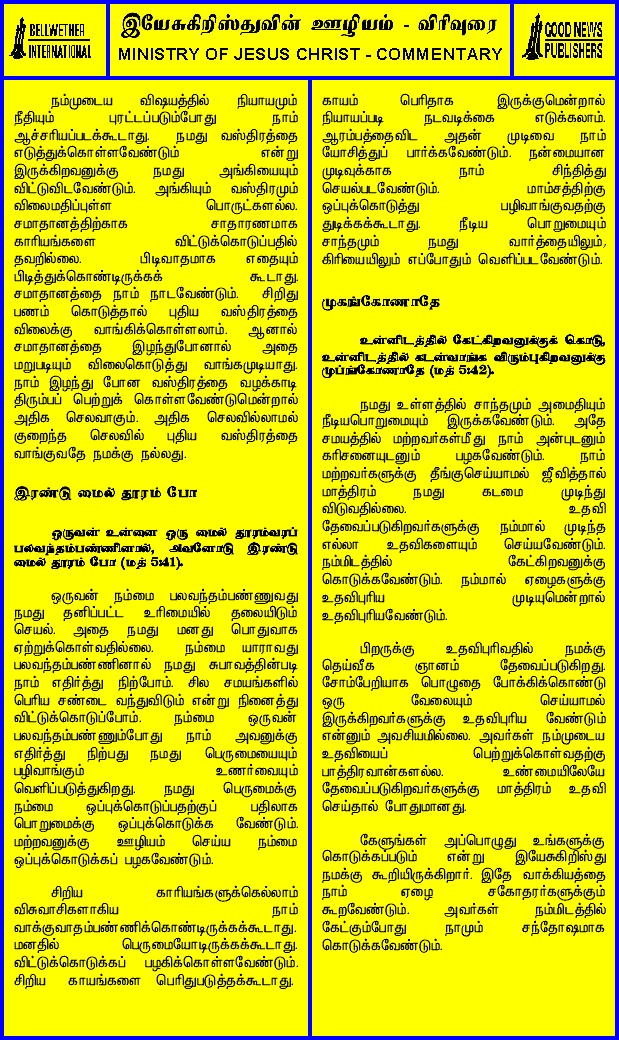 BELLWETHER
INTERNATIONAL
இயேசுகிறிஸ்துவின் ஊழியம் - விரிவுரை
MINISTRY OF JESUS CHRIST - COMMENTARY
GOOD NEWS
PUBLISHERS
நம்முடைய விஷயத்தில் நியாயமும்
நீதியும் புரட்டப்படும்போது நாம்
ஆச்சரியப்படக்கூடாது. நமது வஸ்திரத்தை
எடுத்துக்கொள்ளவேண்டும் என்று
இருக்கிறவனுக்கு நமது அங்கியையும்
விட்டுவிடவேண்டும். அங்கியும் வஸ்திரமும்
விலைமதிப்புள்ள பொருட்களல்ல.
சமாதானத்திற்காக சாதாரணமாக
காரியங்களை விட்டுக்கொடுப்பதில்
தவறில்லை. பிடிவாதமாக எதையும்
பிடித்துக்கொண்டிருக்கக் கூடாது.
சமாதானத்தை நாம் நாடவேண்டும். சிறிது
பணம் கொடுத்தால் புதிய வஸ்திரத்தை
விலைக்கு வாங்கிக்கொள்ளலாம். ஆனால்
சமாதானத்தை இழந்துபோனால் அதை
மறுபடியும் விலைகொடுத்து வாங்கமுடியாது.
நாம் இழந்து போன வஸ்திரத்தை வழக்காடி
திரும்பப் பெற்றுக் கொள்ளவேண்டுமென்றால்
அதிக செலவாகும். அதிக செலவில்லாமல்
குறைந்த செலவில் புதிய வஸ்திரத்தை
வாங்குவதே நமக்கு நல்லது.
இரண்டு மைல் தூரம் போ
ஒருவன் உன்னை ஒரு மைல் தூரம்வரப்
பலவந்தம்பண்ணினால், அவனோடு இரண்டு
மைல் தூரம் போ (மத் 5:41).
ஒருவன் நம்மை பலவந்தம்பண்ணுவது
நமது தனிப்பட்ட உரிமையில் தலையிடும்
செயல். அதை நமது மனது பொதுவாக
ஏற்றுக்கொள்வதில்லை. நம்மை யாராவது
பலவந்தம்பண்ணினால் நமது சுபாவத்தின்படி
நாம் எதிர்த்து நிற்போம். சில சமயங்களில்
பெரிய சண்டை வந்துவிடும் என்று நினைத்து
விட்டுக்கொடுப்போம். நம்மை ஒருவன்
பலவந்தம்பண்ணும்போது நாம் அவனுக்கு
எதிர்த்து நிற்பது நமது பெருமையையும்
பழிவாங்கும் உணர்வையும்
வெளிப்படுத்துகிறது. நமது பெருமைக்கு
நம்மை ஒப்புக்கொடுப்பதற்குப் பதிலாக
பொறுமைக்கு ஒப்புக்கொடுக்க வேண்டும்.
மற்றவனுக்கு ஊழியம் செய்ய நம்மை
ஒப்புக்கொடுக்கப் பழகவேண்டும்.
சிறிய காரியங்களுக்கெல்லாம்
விசுவாசிகளாகிய நாம்
வாக்குவாதம்பண்ணிக்கொண்டிருக்கக்கூடாது.
மனதில் பெருமையோடிருக்கக்கூடாது.
விட்டுக்கொடுக்கப் பழகிக்கொள்ளவேண்டும்.
சிறிய காயங்களை பெரிதுபடுத்தக்கூடாது.
காயம் பெரிதாக இருக்குமென்றால்
நியாயப்படி நடவடிக்கை எடுக்கலாம்.
ஆரம்பத்தைவிட அதன் முடிவை நாம்
யோசித்துப் பார்க்கவேண்டும். நன்மையான
முடிவுக்காக நாம் சிந்தித்து
செயல்படவேண்டும். மாம்சத்திற்கு
ஒப்புக்கொடுத்து பழிவாங்குவதற்கு
துடிக்கக்கூடாது. நீடிய பொறுமையும்
சாந்தமும் நமது வார்த்தையிலும்,
கிரியையிலும் எப்போதும் வெளிப்படவேண்டும்.
முகங்கோணாதே
உன்னிடத்தில் கேட்கிறவனுக்குக் கொடு,
உன்னிடத்தில் கடன்வாங்க விரும்புகிறவனுக்கு
முகங்கோணாதே (மத் 5:42).
நமது உள்ளத்தில் சாந்தமும் அமைதியும்
நீடியபொறுமையும் இருக்கவேண்டும். அதே
சமயத்தில் மற்றவர்கள்மீது நாம் அன்புடனும்
கரிசனையுடனும் பழகவேண்டும். நாம்
மற்றவர்களுக்கு தீங்குசெய்யாமல் ஜீவித்தால்
மாத்திரம் நமது கடமை முடிந்து
விடுவதில்லை. உதவி
தேவைப்படுகிறவர்களுக்கு நம்மால் முடிந்த
எல்லா உதவிகளையும் செய்யவேண்டும்.
நம்மிடத்தில் கேட்கிறவனுக்கு
கொடுக்கவேண்டும். நம்மால் ஏழைகளுக்கு
உதவிபுரிய முடியுமென்றால்
உதவிபுரியவேண்டும்.
பிறருக்கு உதவிபுரிவதில் நமக்கு
தெய்வீக ஞானம் தேவைப்படுகிறது.
சோம்பேறியாக பொழுதை போக்கிக்கொண்டு
ஒரு வேலையும் செய்யாமல்
இருக்கிறவர்களுக்கு உதவிபுரிய வேண்டும்
என்னும் அவசியமில்லை. அவர்கள் நம்முடைய
உதவியைப் பெற்றுக்கொள்வதற்கு
பாத்திரவான்களல்ல. உண்மையிலேயே
தேவைப்படுகிறவர்களுக்கு மாத்திரம் உதவி
செய்தால் போதுமானது.
கேளுங்கள் அப்பொழுது உங்களுக்கு
கொடுக்கப்படும் என்று இயேசுகிறிஸ்து
நமக்கு கூறியிருக்கிறார். இதே வாக்கியத்தை
நாம் ஏழை சகோதரர்களுக்கும்
கூறவேண்டும். அவர்கள் நம்மிடத்தில்
கேட்கும்போது நாமும் சந்தோஷமாக
கொடுக்கவேண்டும்.